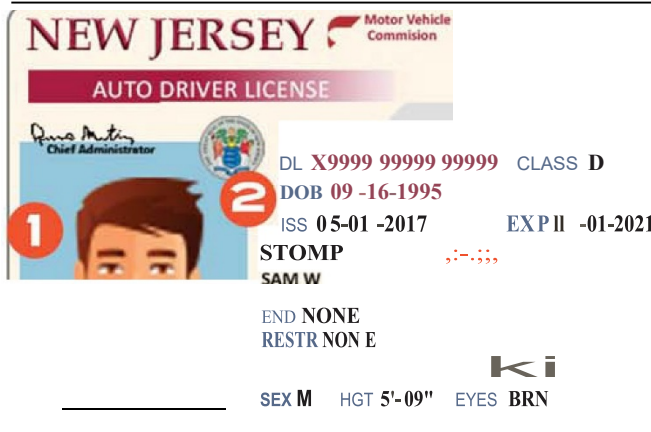 NEW JERSEY Motor Vehicle
Commision
AUTO DRIVER LICENSE
Chief Administrator
DL X9999 99999 99999 CLASS D
2
DOB 09 -16-1995
1
ISS 05-01 -2017 EXP ll -01-2021
STOMP ,:-.;;,
SAM W
END NONE
RESTR NON E
ki
SEX M HGT 5'-09" EYES BRN